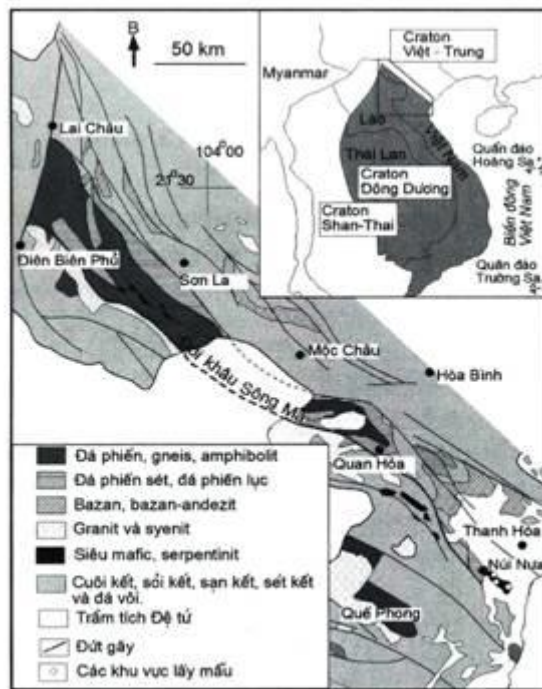 B
50 km
Lai Châu
104°00
21°30
Điện Biên Phủ
Sơn La
Mộc Châu
Hòa Bình
khâu Sông Mã
Quan Hóa
Thanh Hóa
Núi Nưa
Quế Phong
Craton
Việt - Trung
Myanmar
Lào
Việt Nam
Thái Lan
Craton
Đông Dương
Craton
Shan-Thai
Quần đảo
Hoàng Sa
Biển đông
Việt Nam
Quần đảo
Trường Sa
Đá phiến, gneis, amphibolit
Đá phiến sét, đá phiến lục
Bazan, bazan-andezit
Granit và syenit
Siêu mafic, serpentinit
Cuội kết, sỏi kết, sạn kết, sét kết
và đá vôi.
Trầm tích Đệ tứ
Đứt gãy
Các khu vực lấy mẫu